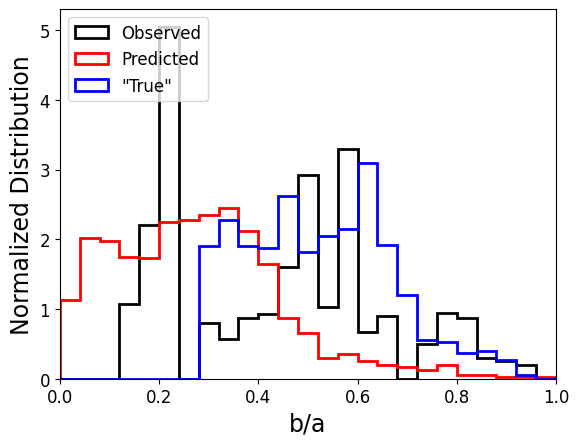 5
4
3
2
1
0
Normalized Distribution
Observed
Predicted
"True"
0.0 0.2 0.4 0.6 0.8 1.0
b/a